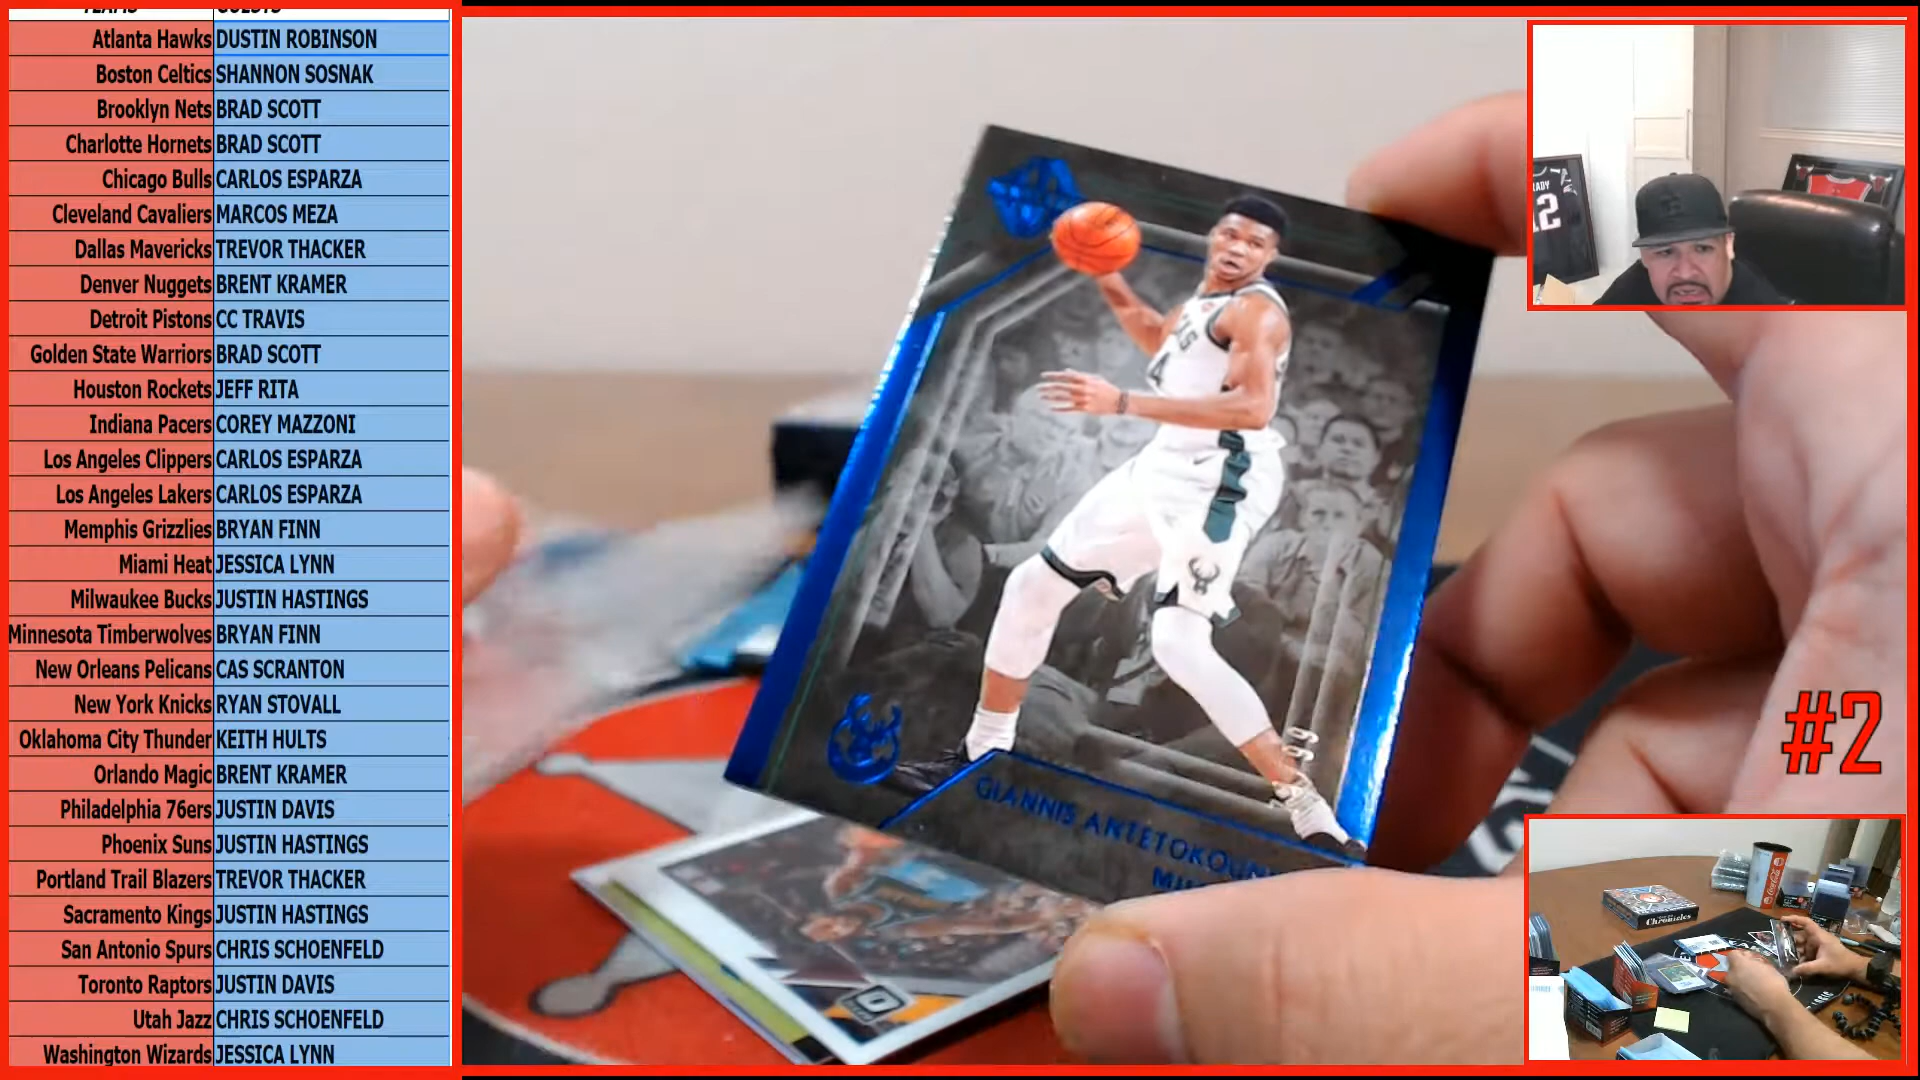 TEAMS GUESTS
Atlanta Hawks DUSTIN ROBINSON
Boston Celtics SHANNON SOSNAK
Brooklyn Nets BRAD SCOTT
Charlotte Hornets BRAD SCOTT
Chicago Bulls CARLOS ESPARZA
Cleveland Cavaliers MARCOS MEZA
Dallas Mavericks TREVOR THACKER
Denver Nuggets BRENT KRAMER
Detroit Pistons CC TRAVIS
Golden State Warriors BRAD SCOTT
Houston Rockets JEFF RITA
Indiana Pacers COREY MAZZONI
Los Angeles Clippers CARLOS ESPARZA
Los Angeles Lakers CARLOS ESPARZA
Memphis Grizzlies BRYAN FINN
Miami Heat JESSICA LYNN
Milwaukee Bucks JUSTIN HASTINGS
Minnesota Timberwolves BRYAN FINN
New Orleans Pelicans CAS SCRANTON
New York Knicks RYAN STOVALL
Oklahoma City Thunder KEITH HULTS
Orlando Magic BRENT KRAMER
Philadelphia 76ers JUSTIN DAVIS
Phoenix Suns JUSTIN HASTINGS
Portland Trail Blazers TREVOR THACKER
Sacramento Kings JUSTIN HASTINGS
San Antonio Spurs CHRIS SCHOENFELD
Toronto Raptors JUSTIN DAVIS
Utah Jazz CHRIS SCHOENFELD
Washington Wizards JESSICA LYNN
GIANNIS
12
#2
Chronicles